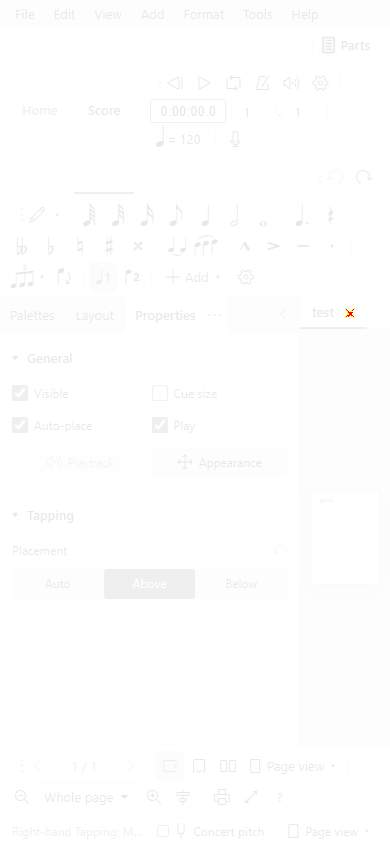 File Edit View Add Format Tools Help
Parts
Home Score 0:00:00.0 1 . 1
= 120
Add
Palettes Layout Properties ··· test
General
Visible Cue size
Auto-place Play
Playback Appearance
Tapping
Placement
Auto Above Below
1 / 1 Page view
Whole page ?
Right-hand Tapping; M... Concert pitch Page view